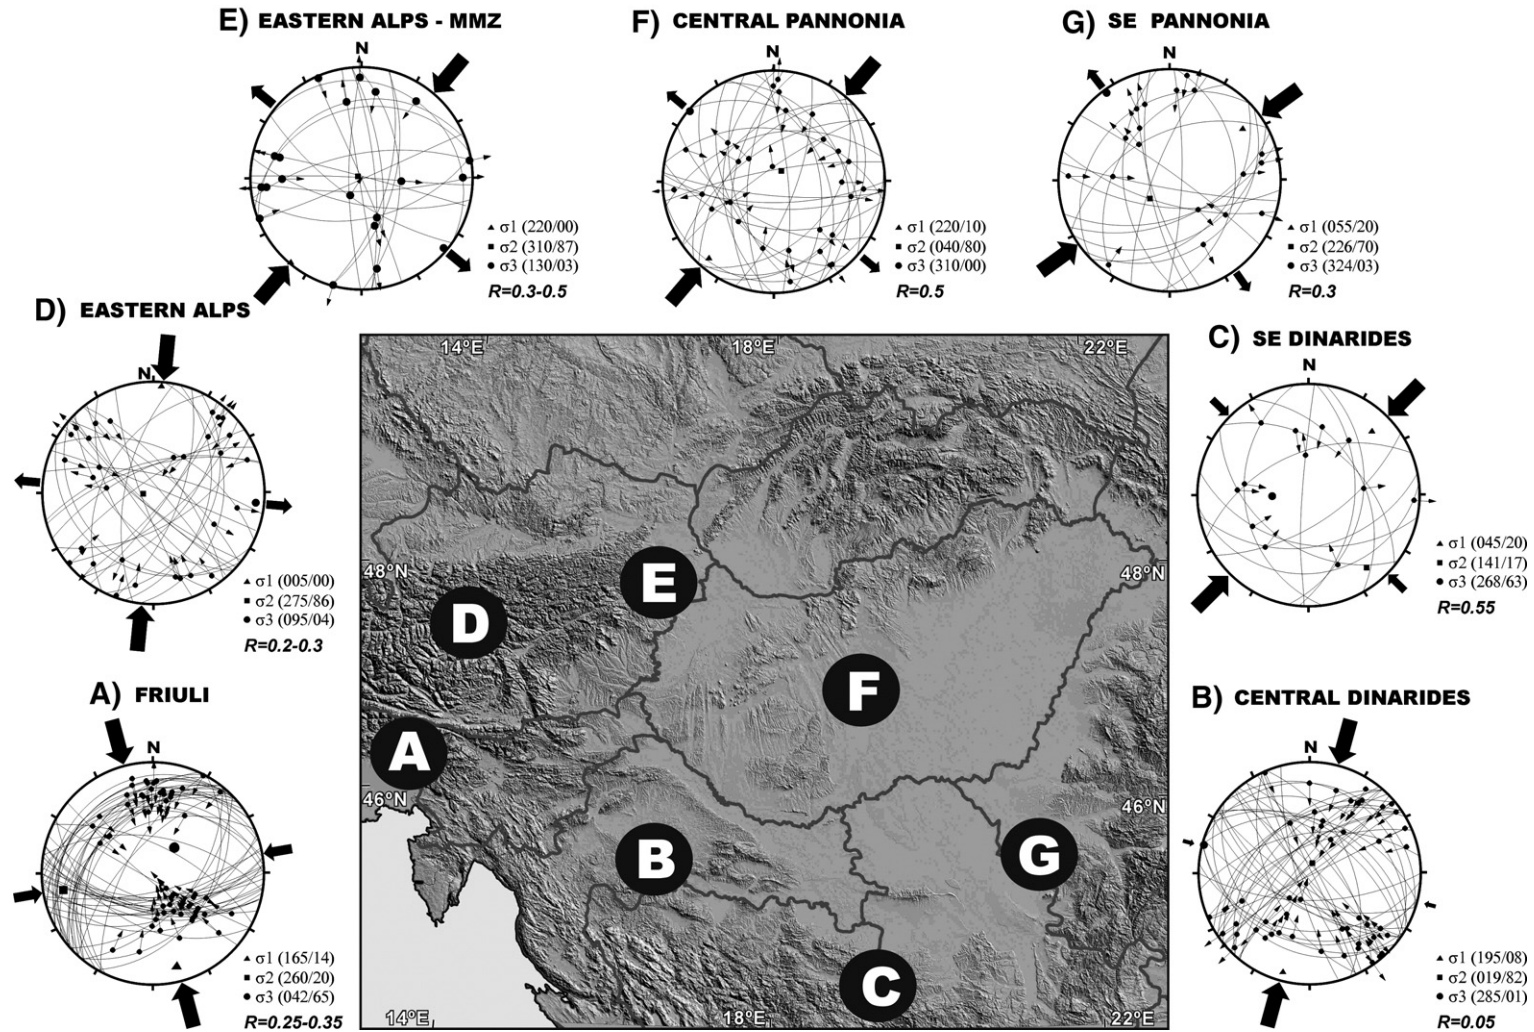 E) EASTERN ALPS - MMZ
N
▲ σ1 (220/00)
■ σ2 (310/87)
● σ3 (130/03)
R=0.3-0.5
F) CENTRAL PANNONIA
N
▲ σ1 (220/10)
■ σ2 (040/80)
● σ3 (310/00)
R=0.5
G) SE PANNONIA
N
▲ σ1 (055/20)
■ σ2 (226/70)
● σ3 (324/03)
R=0.3
D) EASTERN ALPS
N
▲ σ1 (005/00)
■ σ2 (275/86)
● σ3 (095/04)
R=0.2-0.3
C) SE DINARIDES
N
▲ σ1 (045/20)
■ σ2 (141/17)
● σ3 (268/63)
R=0.55
A) FRIULI
N
▲ σ1 (165/14)
■ σ2 (260/20)
● σ3 (042/65)
R=0.25-0.35
B) CENTRAL DINARIDES
N
▲ σ1 (195/08)
■ σ2 (019/82)
● σ3 (285/01)
R=0.05
14°E 18°E 22°E
48°N 48°N
E
D
F
A
46°N 46°N
B
G
C
14°E 18°E 22°E